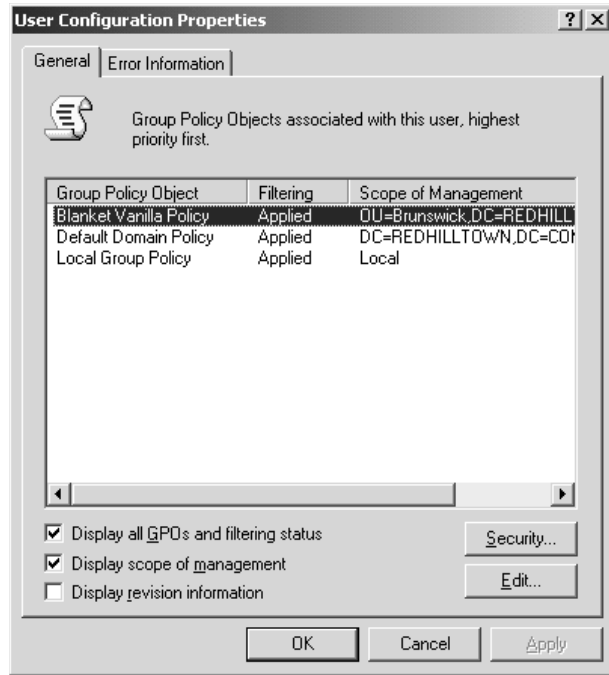 User Configuration Properties
General Error Information
Group Policy Objects associated with this user, highest
priority first.
Group Policy Object Filtering Scope of Management
Blanket Vanilla Policy Applied OU=Brunswick,DC=REDHILL
Default Domain Policy Applied DC=REDHILLTOWN,DC=CO
Local Group Policy Applied Local
Display all GPOs and filtering status
Security...
Display scope of management
Edit...
Display revision information
OK Cancel Apply